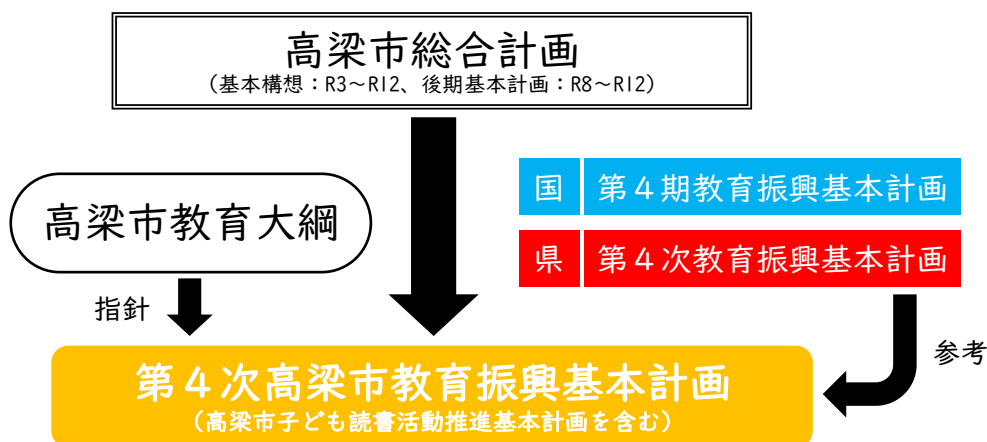 高梁市総合計画
（基本構想：R3～R12、後期基本計画：R8～R12）
国 第４期教育振興基本計画
高梁市教育大綱
県 第４次教育振興基本計画
指針
参考
第４次高梁市教育振興基本計画
（高梁市子ども読書活動推進基本計画を含む）